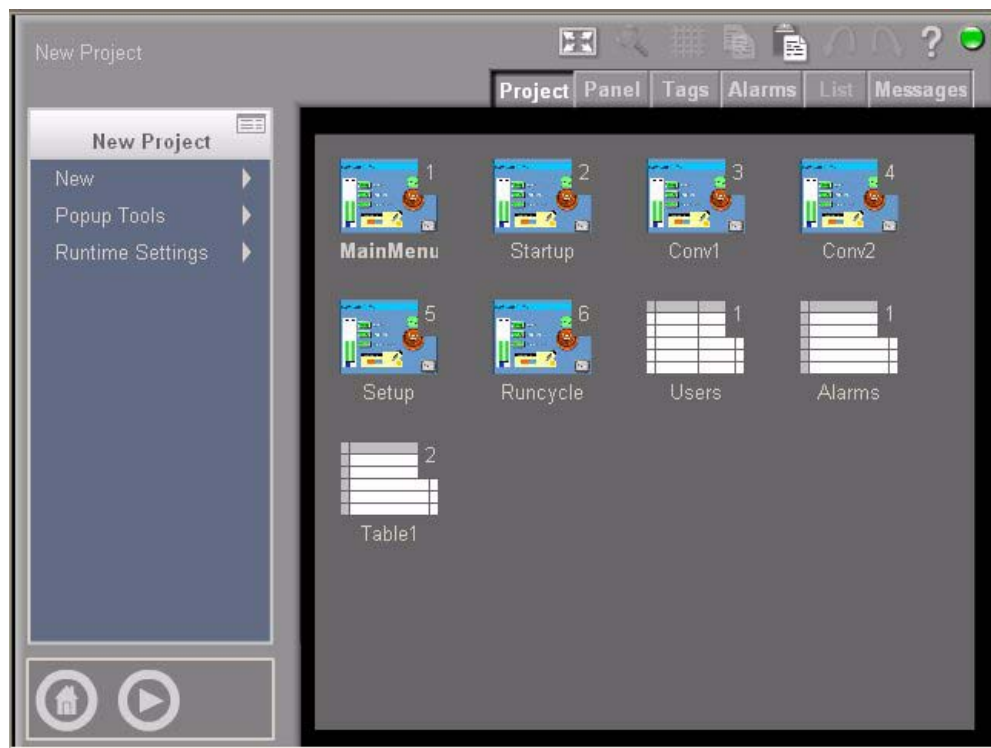 New Project
?
Project Panel Tags Alarms List Messages
New Project
New
Popup Tools
Runtime Settings
1 2 3 4
MainMenu Startup Conv1 Conv2
5 6 1 1
Setup Runcycle Users Alarms
2
Table1